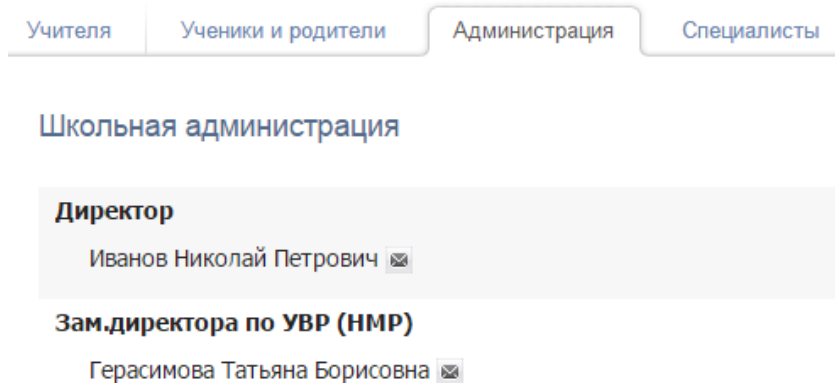 Учителя Ученики и родители Администрация Специалисты
Школьная администрация
Директор
Иванов Николай Петрович
Зам.директора по УВР (НМР)
Герасимова Татьяна Борисовна